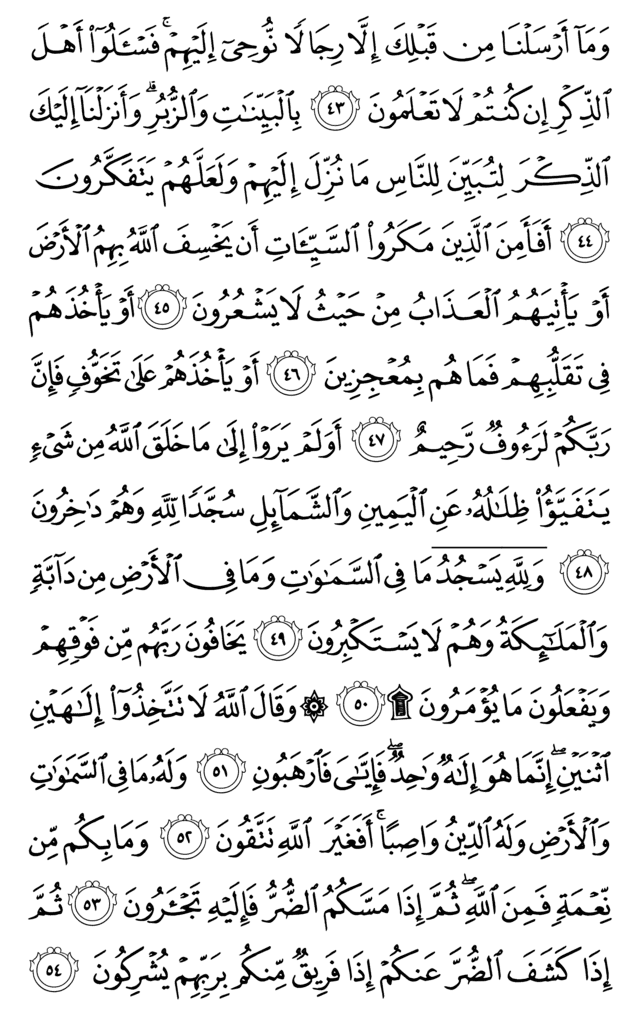 وَمَآ أَرْسَلْنَا مِن قَبْلِكَ إِلَّا رِجَالًا نُّوحِىٓ إِلَيْهِمْ ۚ فَسْـَٔلُوٓا۟ أَهْلَ
ٱلذِّكْرِ إِن كُنتُمْ لَا تَعْلَمُونَ ٤٣ بِٱلْبَيِّنَـٰتِ وَٱلزُّبُرِ ۗ وَأَنزَلْنَآ إِلَيْكَ
ٱلذِّكْرَ لِتُبَيِّنَ لِلنَّاسِ مَا نُزِّلَ إِلَيْهِمْ وَلَعَلَّهُمْ يَتَفَكَّرُونَ
٤٤ أَفَأَمِنَ ٱلَّذِينَ مَكَرُوا۟ ٱلسَّيِّـَٔاتِ أَن يَخْسِفَ ٱللَّهُ بِهِمُ ٱلْأَرْضَ
أَوْ يَأْتِيَهُمُ ٱلْعَذَابُ مِنْ حَيْثُ لَا يَشْعُرُونَ ٤٥ أَوْ يَأْخُذَهُمْ
فِى تَقَلُّبِهِمْ فَمَا هُم بِمُعْجِزِينَ ٤٦ أَوْ يَأْخُذَهُمْ عَلَىٰ تَخَوُّفٍ فَإِنَّ
رَبَّكُمْ لَرَءُوفٌ رَّحِيمٌ ٤٧ أَوَلَمْ يَرَوْا۟ إِلَىٰ مَا خَلَقَ ٱللَّهُ مِن شَىْءٍ
يَتَفَيَّؤُا۟ ظِلَـٰلُهُۥ عَنِ ٱلْيَمِينِ وَٱلشَّمَآئِلِ سُجَّدًا لِّلَّهِ وَهُمْ دَٰخِرُونَ
٤٨ وَلِلَّهِ يَسْجُدُ مَا فِى ٱلسَّمَـٰوَٰتِ وَمَا فِى ٱلْأَرْضِ مِن دَآبَّةٍ
وَٱلْمَلَـٰٓئِكَةُ وَهُمْ لَا يَسْتَكْبِرُونَ ٤٩ يَخَافُونَ رَبَّهُم مِّن فَوْقِهِمْ
وَيَفْعَلُونَ مَا يُؤْمَرُونَ ۩ ٥٠ ۞ وَقَالَ ٱللَّهُ لَا تَتَّخِذُوٓا۟ إِلَـٰهَيْنِ
ٱثْنَيْنِ ۖ إِنَّمَا هُوَ إِلَـٰهٌ وَٰحِدٌ ۖ فَإِيَّـٰىَ فَٱرْهَبُونِ ٥١ وَلَهُۥ مَا فِى ٱلسَّمَـٰوَٰتِ
وَٱلْأَرْضِ وَلَهُ ٱلدِّينُ وَاصِبًا ۚ أَفَغَيْرَ ٱللَّهِ تَتَّقُونَ ٥٢ وَمَا بِكُم مِّن
نِّعْمَةٍ فَمِنَ ٱللَّهِ ۖ ثُمَّ إِذَا مَسَّكُمُ ٱلضُّرُّ فَإِلَيْهِ تَجْـَٔرُونَ ٥٣ ثُمَّ
إِذَا كَشَفَ ٱلضُّرَّ عَنكُمْ إِذَا فَرِيقٌ مِّنكُم بِرَبِّهِمْ يُشْرِكُونَ ٥٤